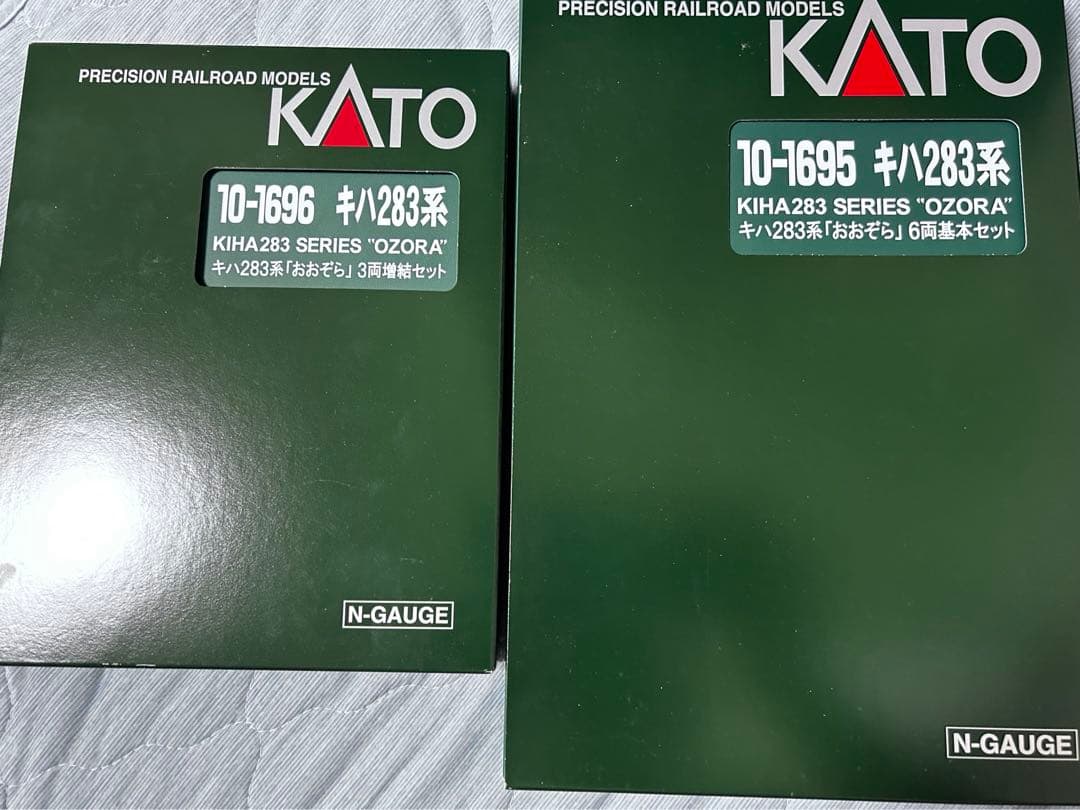 PRECISION RAILROAD MODELS
KATO
10-1696 キハ283系
KIHA283 SERIES "OZORA"
キハ283系「おおぞら」3両増結セット
N-GAUGE
PRECISION RAILROAD MODELS
KATO
10-1695 キハ283系
KIHA283 SERIES "OZORA"
キハ283系「おおぞら」6両基本セット
N-GAUGE